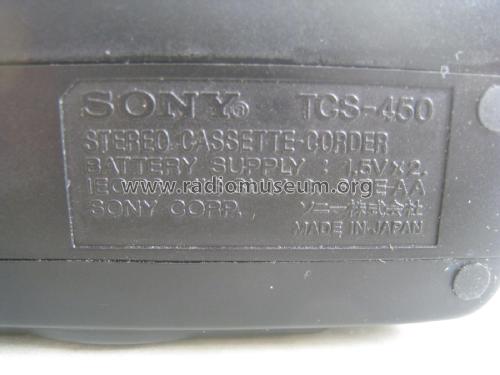 SONY® TCS-450
STEREO CASSETTE-CORDER
BATTERY SUPPLY : 1.5V×2,
www.radiomuseum.org
SONY CORP. ソニー株式会社
MADE IN JAPAN